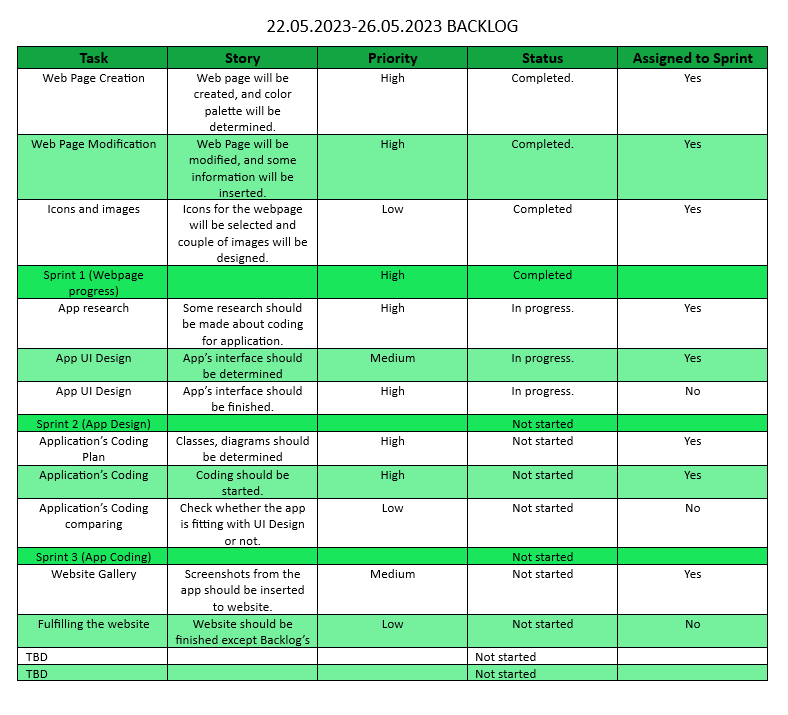 22.05.2023-26.05.2023 BACKLOG
Task Story Priority Status Assigned to Sprint
Web Page Creation Web page will be High Completed. Yes
created, and color
palette will be
determined.
Web Page Modification Web Page will be High Completed. Yes
modified, and some
information will be
inserted.
Icons and images Icons for the webpage Low Completed Yes
will be selected and
couple of images will be
designed.
Sprint 1 (Webpage High Completed
progress)
App research Some research should High In progress. Yes
be made about coding
for application.
App UI Design App's interface should Medium In progress. Yes
be determined
App UI Design App's interface should High In progress. No
be finished.
Sprint 2 (App Design) Not started
Application's Coding Classes, diagrams should High Not started Yes
Plan be determined
Application's Coding Coding should be High Not started Yes
started.
Application's Coding Check whether the app Low Not started No
comparing is fitting with UI Design
or not.
Sprint 3 (App Coding) Not started
Website Gallery Screenshots from the Medium Not started Yes
app should be inserted
to website.
Fulfilling the website Website should be Low Not started No
finished except Backlog's
TBD Not started
TBD Not started